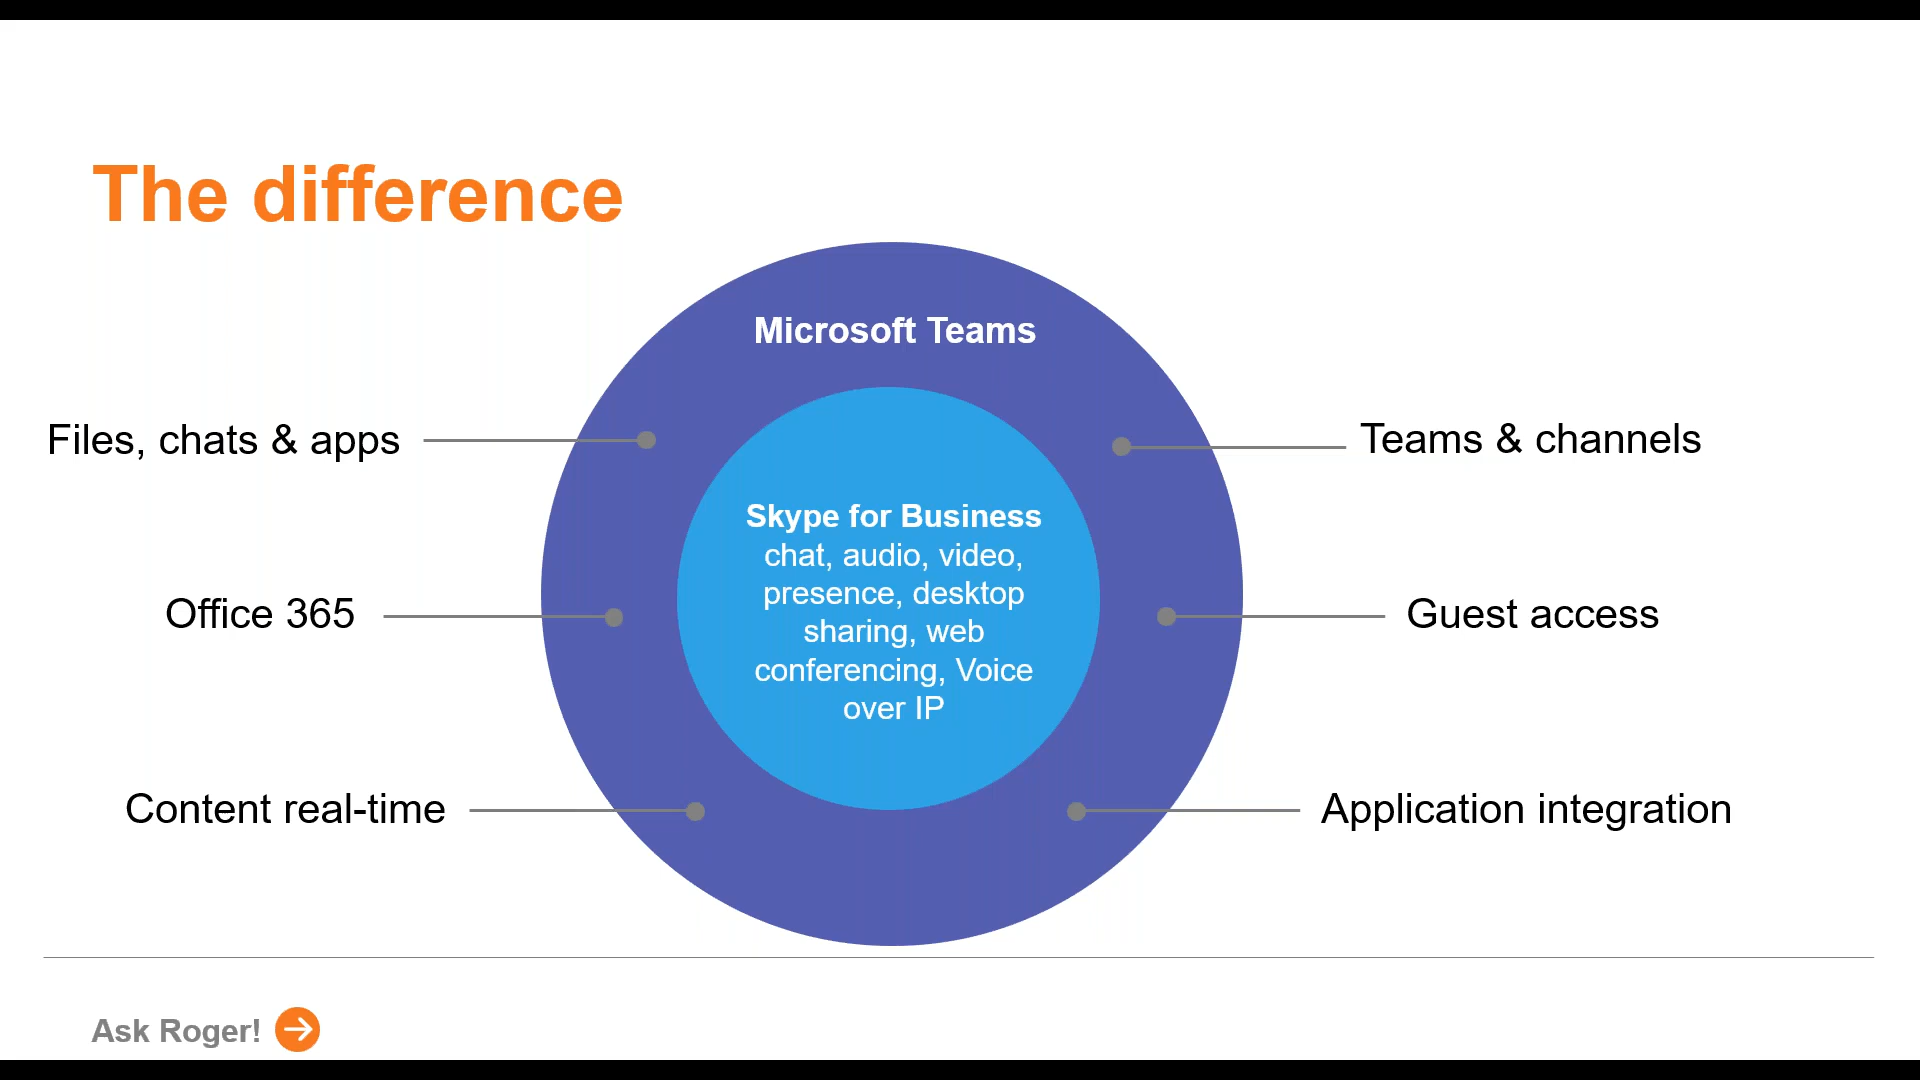 The difference
Microsoft Teams
Files, chats & apps
Teams & channels
Skype for Business
chat, audio, video,
presence, desktop
sharing, web
conferencing, Voice
over IP
Office 365
Guest access
Content real-time
Application integration
Ask Roger!